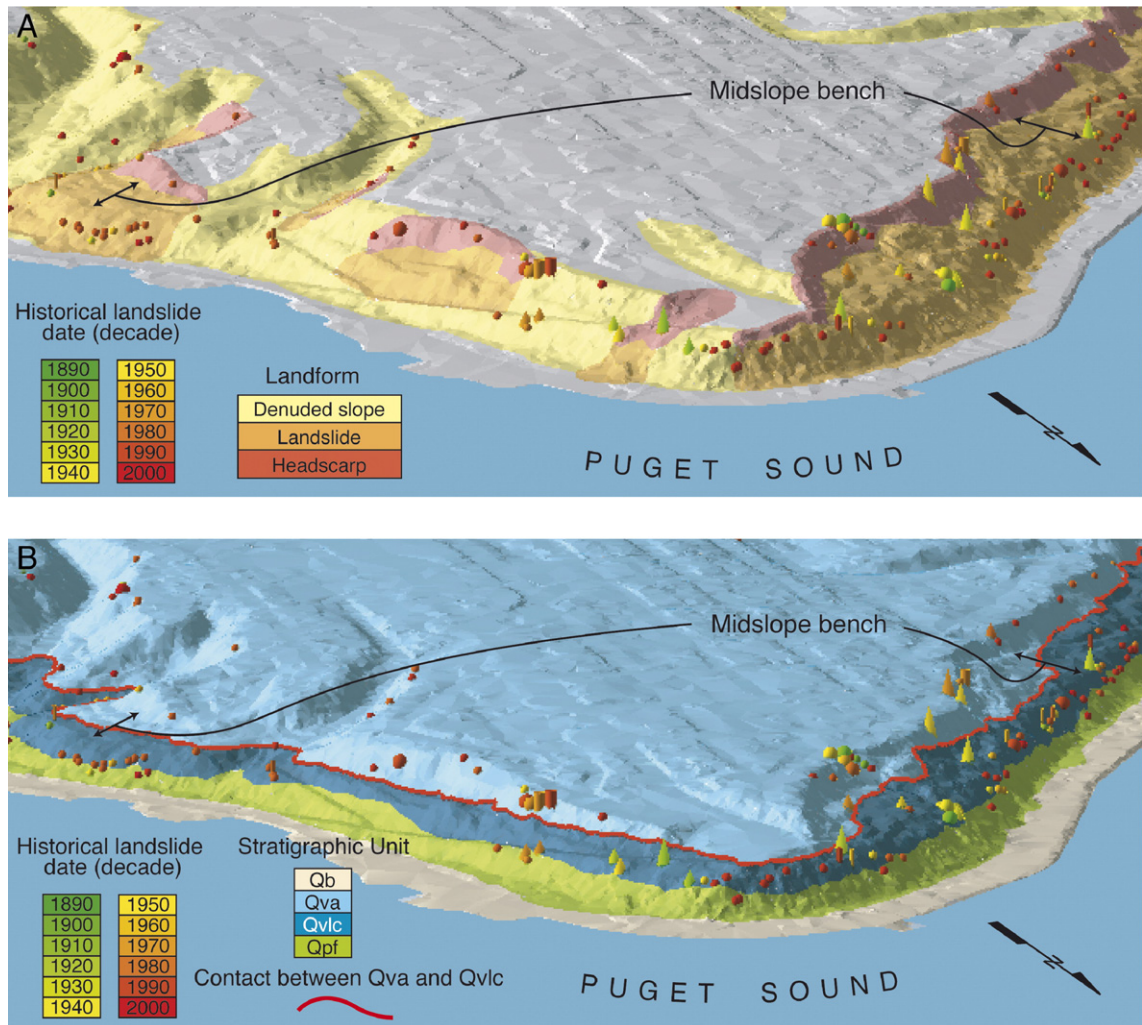 A
Midslope bench
Historical landslide
date (decade)
1890 1950
1900 1960
1910 1970
1920 1980
1930 1990
1940 2000
Landform
Denuded slope
Landslide
Headscarp
N
PUGET SOUND
B
Midslope bench
Historical landslide
date (decade)
1890 1950
1900 1960
1910 1970
1920 1980
1930 1990
1940 2000
Stratigraphic Unit
Qb
Qva
Qvlc
Qpf
Contact between Qva and Qvlc
N
PUGET SOUND